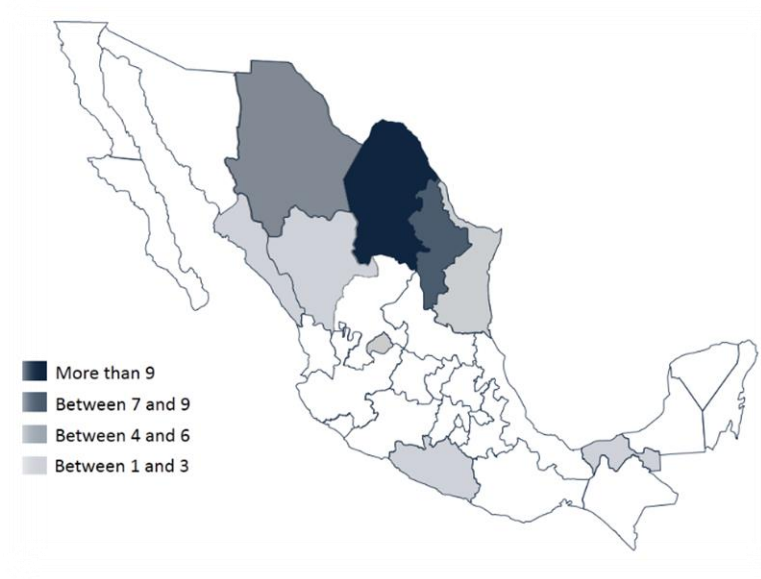 More than 9
Between 7 and 9
Between 4 and 6
Between 1 and 3